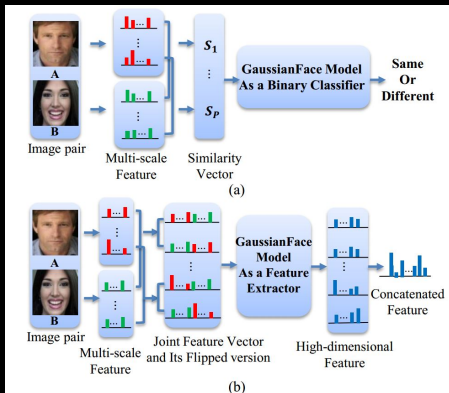 A
B
Image pair
...
...
...
...
Multi-scale
Feature
S1
SP
Similarity
Vector
GaussianFace Model
As a Binary Classifier
Same
Or
Different
(a)
A
B
Image pair
...
...
...
...
Multi-scale
Feature
... ...
... ...
... ...
... ...
Joint Feature Vector
and Its Flipped version
GaussianFace
Model
As a Feature
Extractor
... 
...
...
...
High-dimensional
Feature
...
Concatenated
Feature
(b)